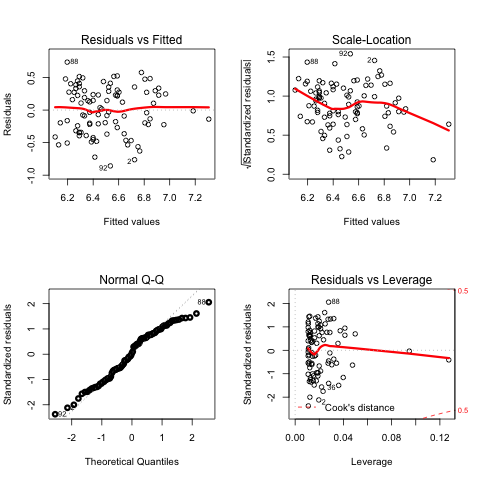 Residuals vs Fitted
Residuals
0.5
0.0
-0.5
-1.0
88
92
2
6.2 6.4 6.6 6.8 7.0 7.2
Fitted values
Scale-Location
√|Standardized residuals|
1.5
1.0
0.5
0.0
92
2
88
6.2 6.4 6.6 6.8 7.0 7.2
Fitted values
Normal Q-Q
Standardized residuals
2
1
0
-1
-2
88
92
-2 -1 0 1 2
Theoretical Quantiles
Residuals vs Leverage
Standardized residuals
2
1
0
-1
-2
88
36
2
Cook's distance
0.5
0.5
0.00 0.04 0.08 0.12
Leverage